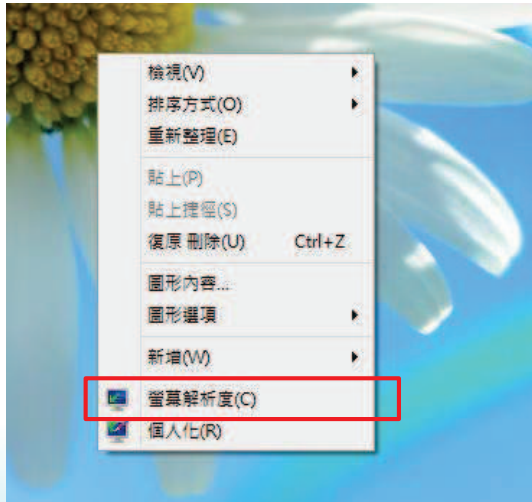 檢視(V)
排序方式(O)
重新整理(E)
貼上(P)
貼上捷徑(S)
復原 刪除(U) Ctrl+Z
圖形內容...
圖形選項
新增(W)
螢幕解析度(C)
個人化(R)